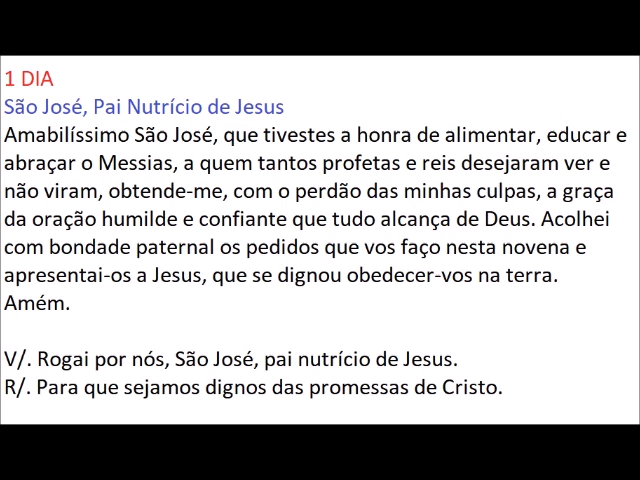 1 DIA
São José, Pai Nutrício de Jesus
Amabilíssimo São José, que tivestes a honra de alimentar, educar e
abraçar o Messias, a quem tantos profetas e reis desejaram ver e
não viram, obtende-me, com o perdão das minhas culpas, a graça
da oração humilde e confiante que tudo alcança de Deus. Acolhei
com bondade paternal os pedidos que vos faço nesta novena e
apresentai-os a Jesus, que se dignou obedecer-vos na terra.
Amém.
V/. Rogai por nós, São José, pai nutrício de Jesus.
R/. Para que sejamos dignos das promessas de Cristo.